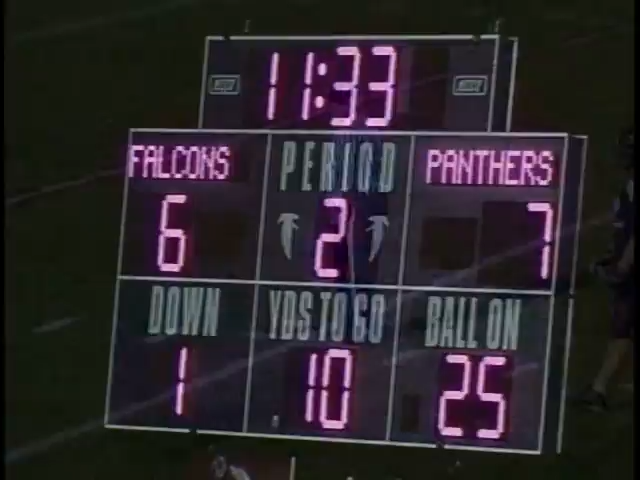 11:33
FALCONS PERIOD PANTHERS
6 2 7
DOWN YDS TO GO BALL ON
1 10 25